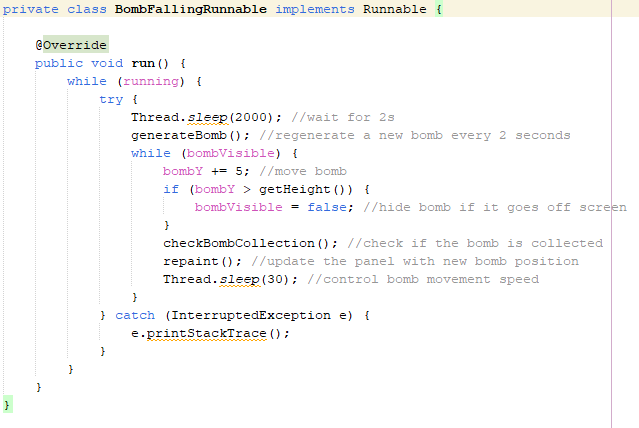 private class BombFallingRunnable implements Runnable {
@Override
public void run() {
while (running) {
try {
Thread.sleep(2000); //wait for 2s
generateBomb(); //regenerate a new bomb every 2 seconds
while (bombVisible) {
bombY += 5; //move bomb
if (bombY > getHeight()) {
bombVisible = false; //hide bomb if it goes off screen
}
checkBombCollection(); //check if the bomb is collected
repaint(); //update the panel with new bomb position
Thread.sleep(30); //control bomb movement speed
}
} catch (InterruptedException e) {
e.printStackTrace();
}
}
}
}